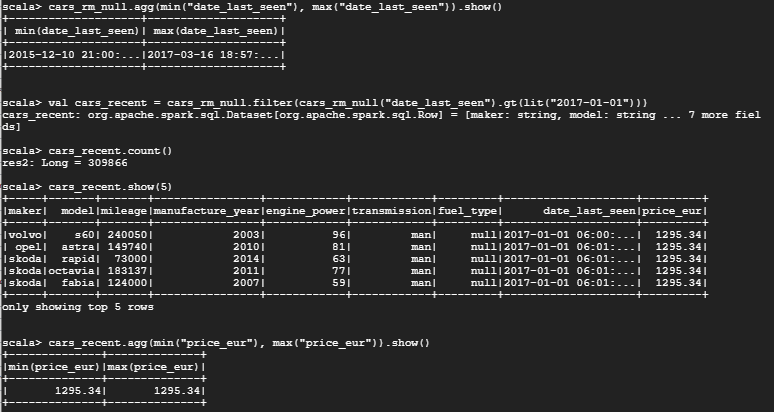 scala> cars_rm_null.agg(min("date_last_seen"), max("date_last_seen")).show()
+--------------------+--------------------+
| min(date_last_seen)| max(date_last_seen)|
+--------------------+--------------------+
|2015-12-10 21:00:...|2017-03-16 18:57:...|
+--------------------+--------------------+
scala> val cars_recent = cars_rm_null.filter(cars_rm_null("date_last_seen").gt(lit("2017-01-01")))
cars_recent: org.apache.spark.sql.Dataset[org.apache.spark.sql.Row] = [maker: string, model: string ... 7 more fiel
ds]
scala> cars_recent.count()
res2: Long = 309866
scala> cars_recent.show(5)
+-----+-------+-------+----------------+------------+------------+---------+--------------------+---------+
|maker|  model|mileage|manufacture_year|engine_power|transmission|fuel_type|      date_last_seen|price_eur|
+-----+-------+-------+----------------+------------+------------+---------+--------------------+---------+
|volvo|    s60| 240050|            2003|          96|         man|     null|2017-01-01 06:00:...|  1295.34|
| opel|  astra| 149740|            2010|          81|         man|     null|2017-01-01 06:01:...|  1295.34|
|skoda|  rapid|  73000|            2014|          63|         man|     null|2017-01-01 06:01:...|  1295.34|
|skoda|octavia| 183137|            2011|          77|         man|     null|2017-01-01 06:01:...|  1295.34|
|skoda|  fabia| 124000|            2007|          59|         man|     null|2017-01-01 06:01:...|  1295.34|
+-----+-------+-------+----------------+------------+------------+---------+--------------------+---------+
only showing top 5 rows
scala> cars_recent.agg(min("price_eur"), max("price_eur")).show()
+--------------+--------------+
|min(price_eur)|max(price_eur)|
+--------------+--------------+
|       1295.34|       1295.34|
+--------------+--------------+